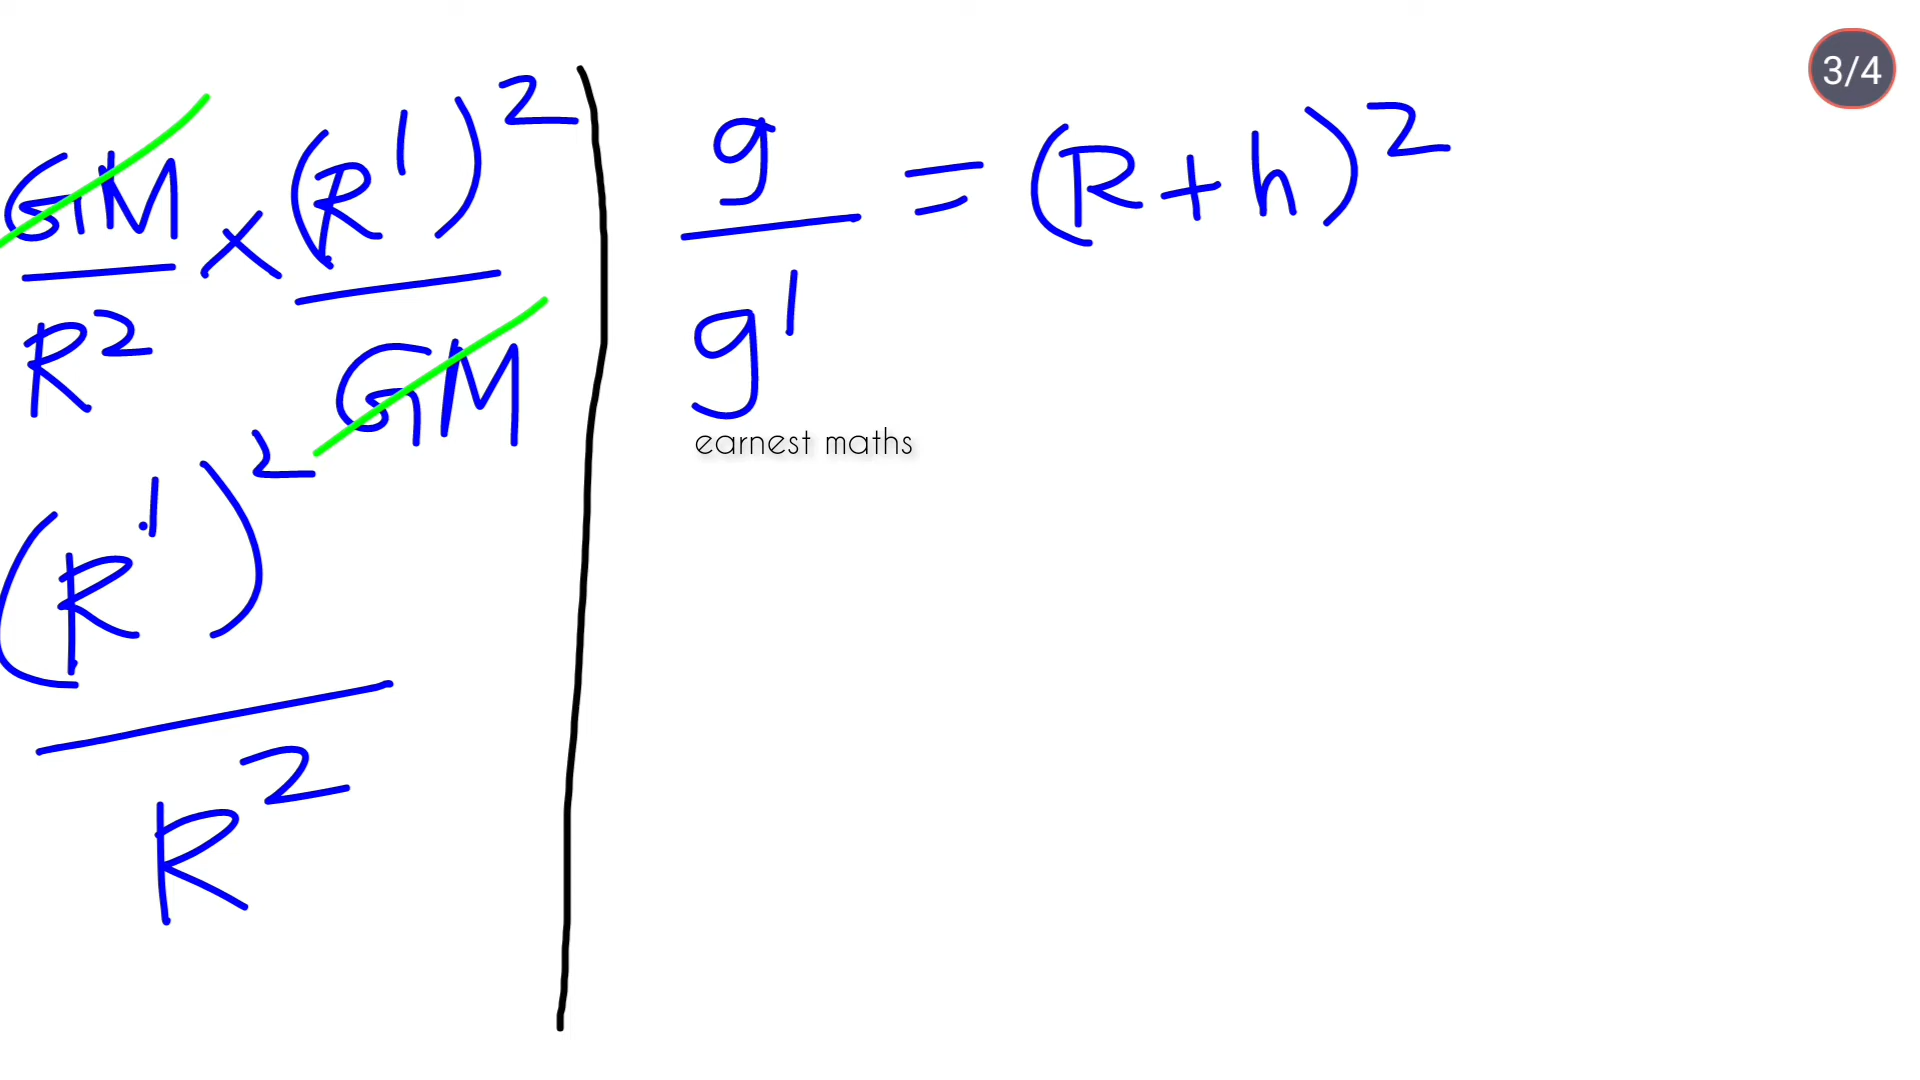 GM/R² × (R')²/GM
(R')²/R²
g/g' = (R+h)²
earnest maths
3/4